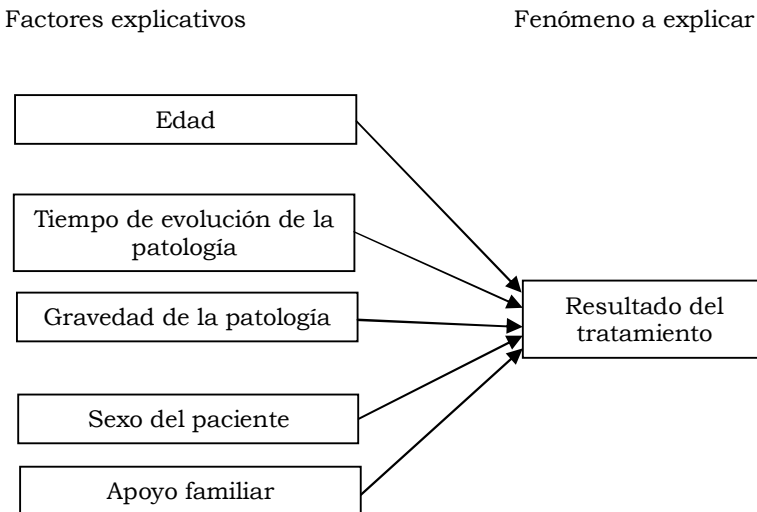 Factores explicativos
Fenómeno a explicar
Edad
Tiempo de evolución de la
patología
Gravedad de la patología
Sexo del paciente
Apoyo familiar
Resultado del
tratamiento